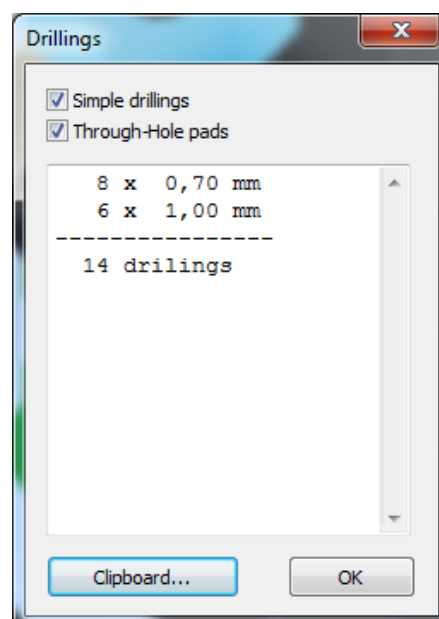 Drillings
Simple drillings
Through-Hole pads
8 x 0,70 mm
6 x 1,00 mm
----------------
14 drilings
Clipboard...
OK